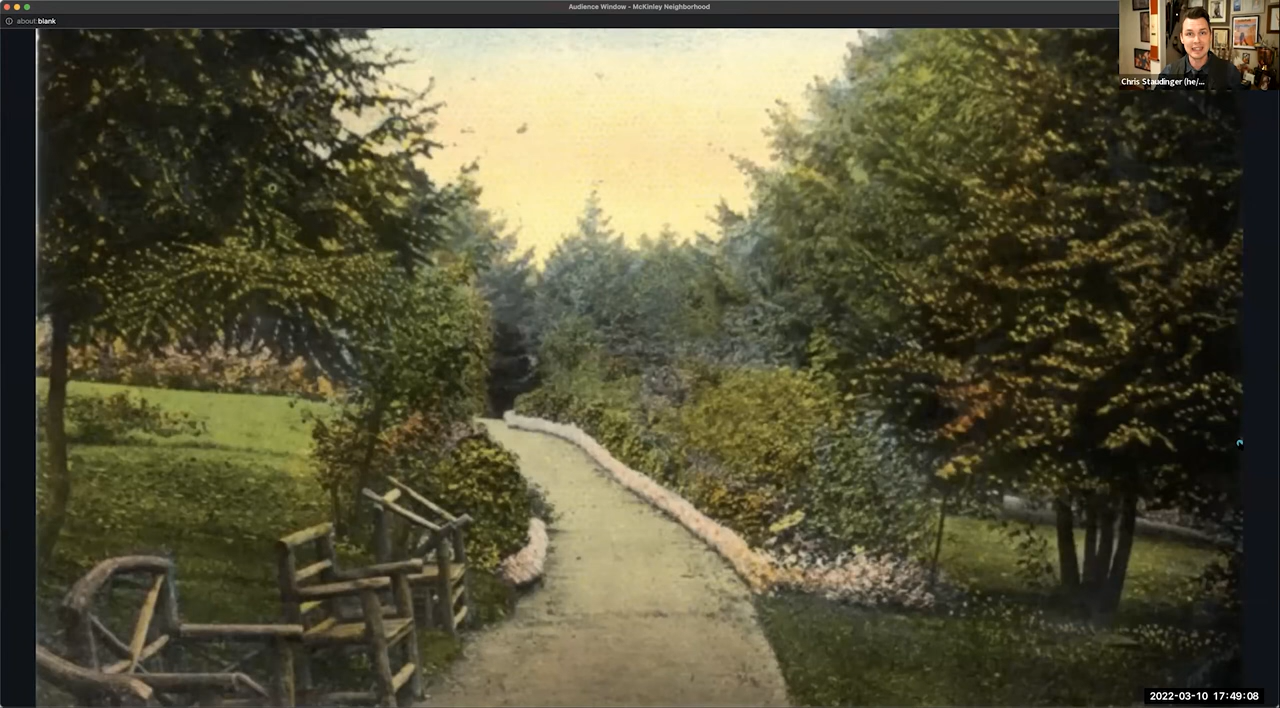 Audience Window - McKinley Neighborhood
about:blank
Chris Staudinger (he/...
2022-03-10 17:49:08